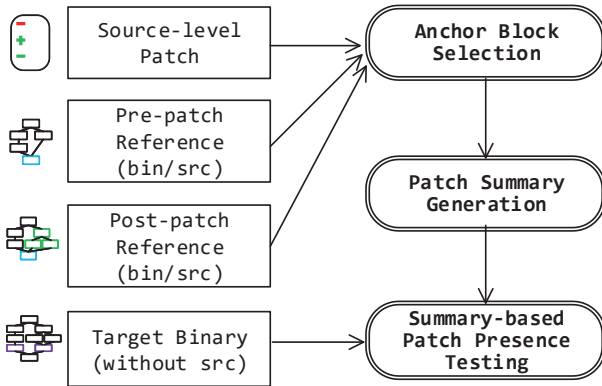 Source-level
Patch
Anchor Block
Selection
Pre-patch
Reference
(bin/src)
Patch Summary
Generation
Post-patch
Reference
(bin/src)
Target Binary
(without src)
Summary-based
Patch Presence
Testing